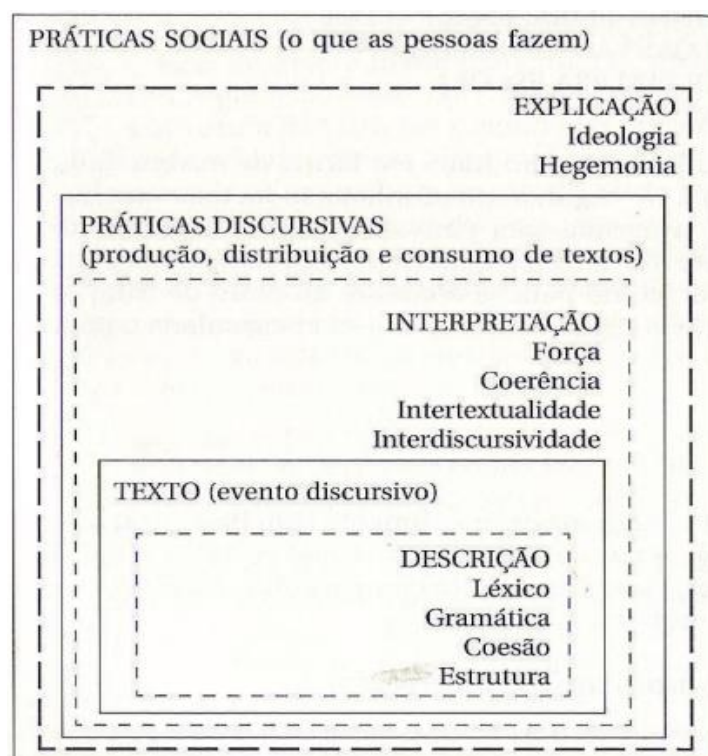 PRÁTICAS SOCIAIS (o que as pessoas fazem)
EXPLICAÇÃO
Ideologia
Hegemonia
PRÁTICAS DISCURSIVAS
(produção, distribuição e consumo de textos)
INTERPRETAÇÃO
Força
Coerência
Intertextualidade
Interdiscursividade
TEXTO (evento discursivo)
DESCRIÇÃO
Léxico
Gramática
Coesão
Estrutura